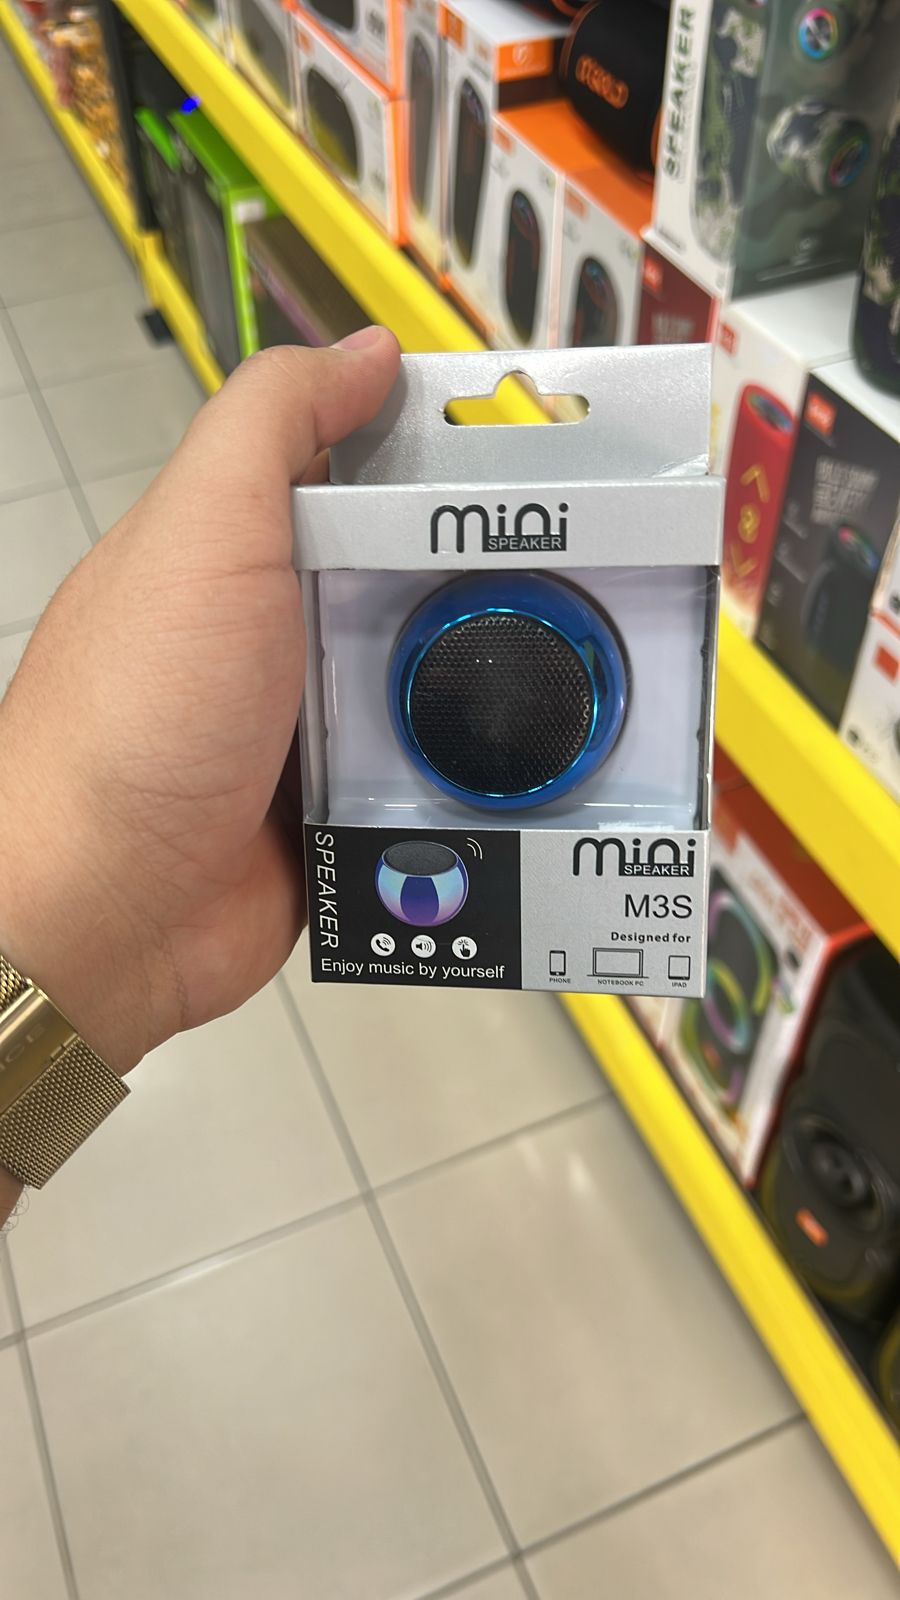 SPEAKER
mini
SPEAKER
SPEAKER
mini
SPEAKER
M3S
Designed for
PHONE
NOTEBOOK PC
IPAD
Enjoy music by yourself